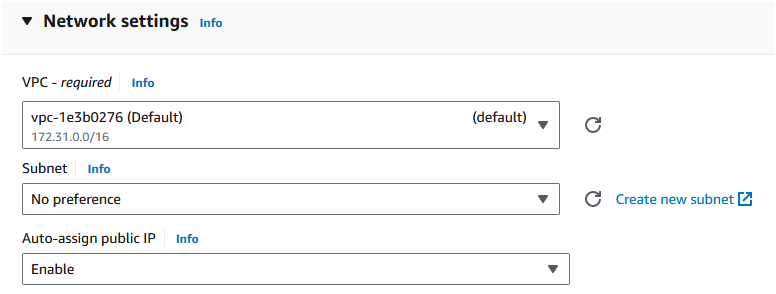 Network settings Info
VPC - required Info
vpc-1e3b0276 (Default) (default)
172.31.0.0/16
Subnet Info
No preference
Create new subnet
Auto-assign public IP Info
Enable